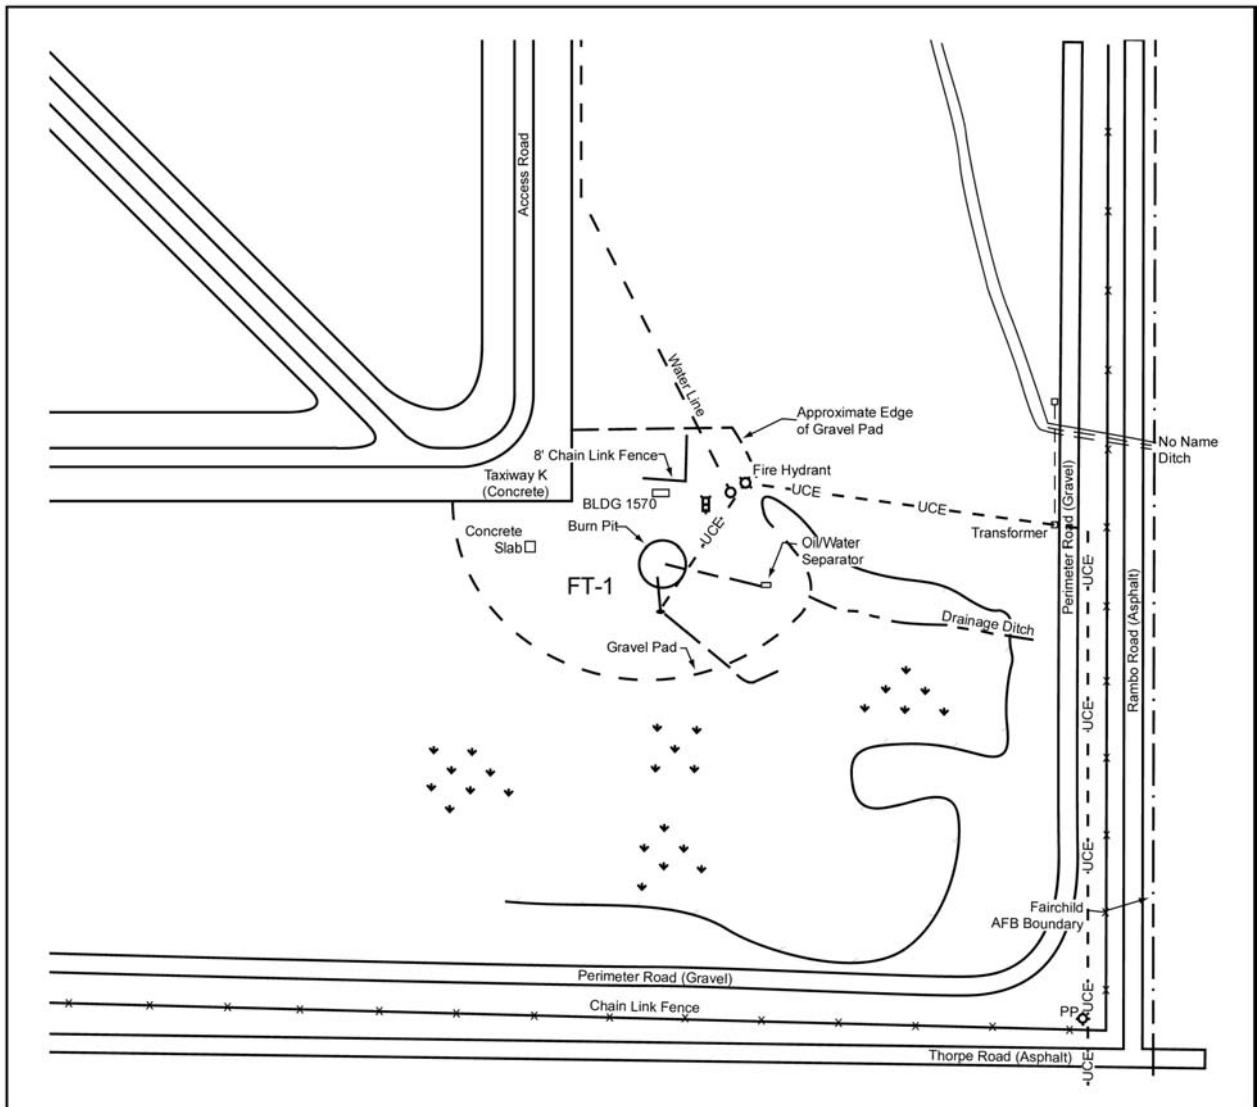 Access Road
Water Line
Approximate Edge
of Gravel Pad
No Name
Ditch
8' Chain Link Fence
Fire Hydrant
Taxiway K
(Concrete)
BLDG 1570
UCE
UCE
Transformer
Perimeter Road (Gravel)
Concrete
Slab
Burn Pit
UCE
Oil/Water
Separator
UCE
FT-1
Drainage Ditch
Gravel Pad
Rambo Road (Asphalt)
UCE
UCE
Fairchild
AFB Boundary
Perimeter Road (Gravel)
UCE
Chain Link Fence
PP
Thorpe Road (Asphalt)
UCE